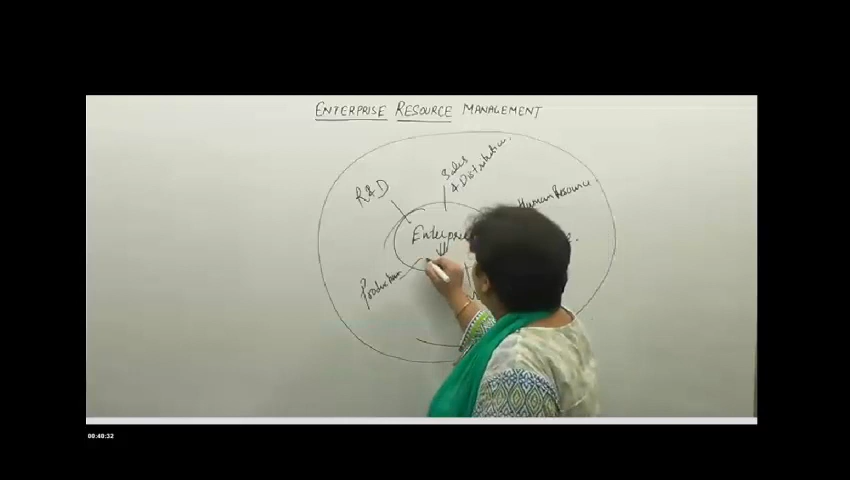 ENTERPRISE RESOURCE MANAGEMENT
Sales
& Distribution.
R&D
Human Resource.
Enterprise
Production
00:40:32